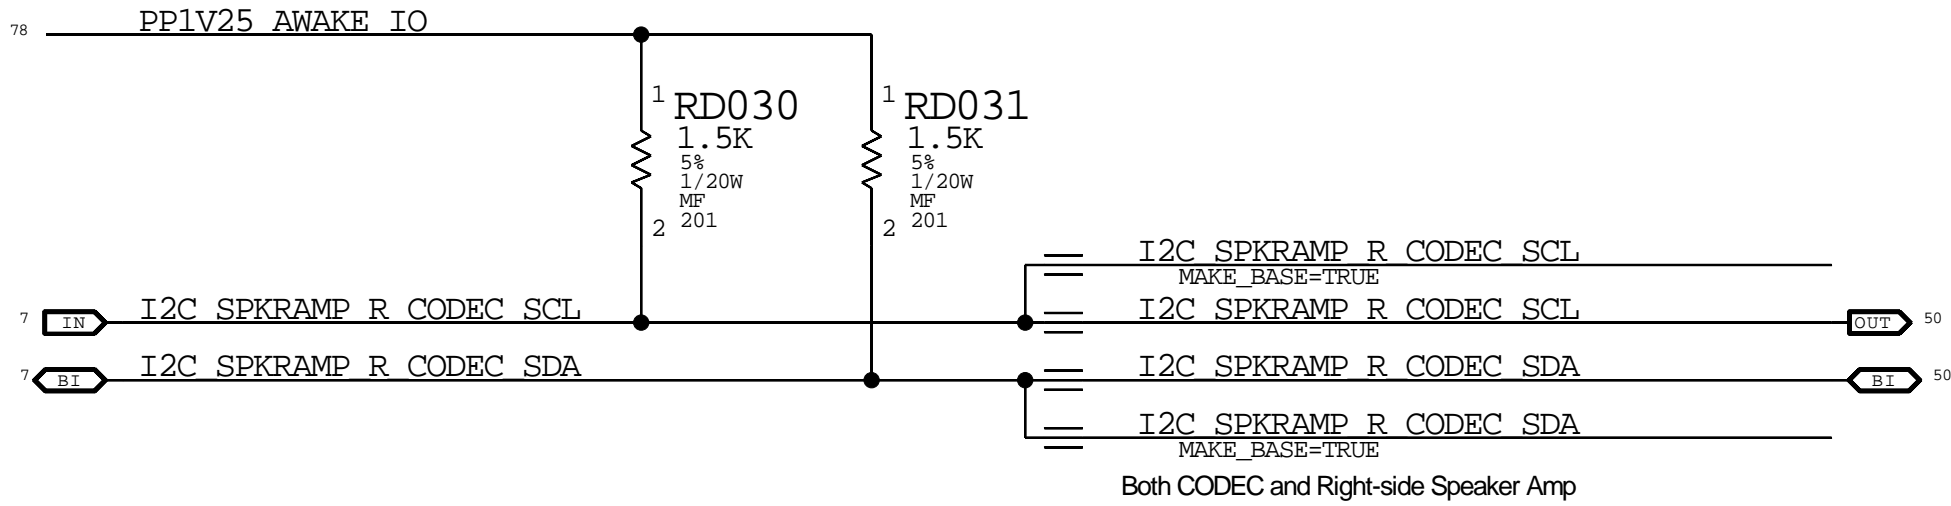 78 PP1V25_AWAKE_IO
1 RD030
1.5K
5%
1/20W
MF
2 201
1 RD031
1.5K
5%
1/20W
MF
2 201
I2C_SPKRAMP_R_CODEC_SCL
MAKE_BASE=TRUE
7 IN I2C_SPKRAMP_R_CODEC_SCL
I2C_SPKRAMP_R_CODEC_SCL OUT 50
7 BI I2C_SPKRAMP_R_CODEC_SDA
I2C_SPKRAMP_R_CODEC_SDA BI 50
I2C_SPKRAMP_R_CODEC_SDA
MAKE_BASE=TRUE
Both CODEC and Right-side Speaker Amp